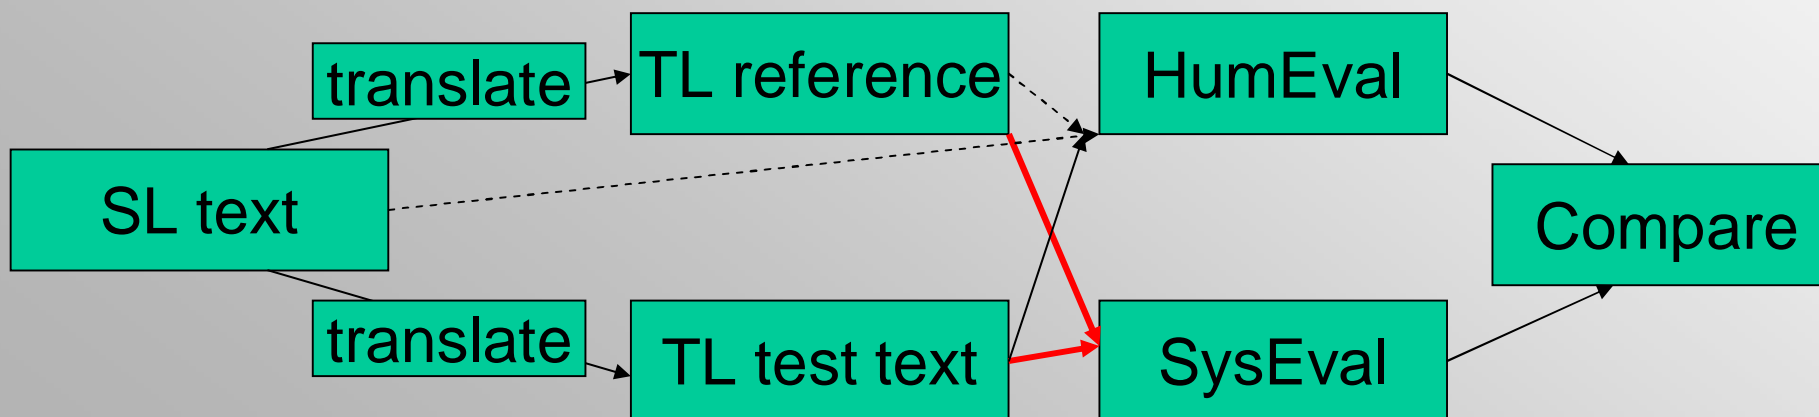 translate
TL reference
HumEval
SL text
Compare
translate
TL test text
SysEval